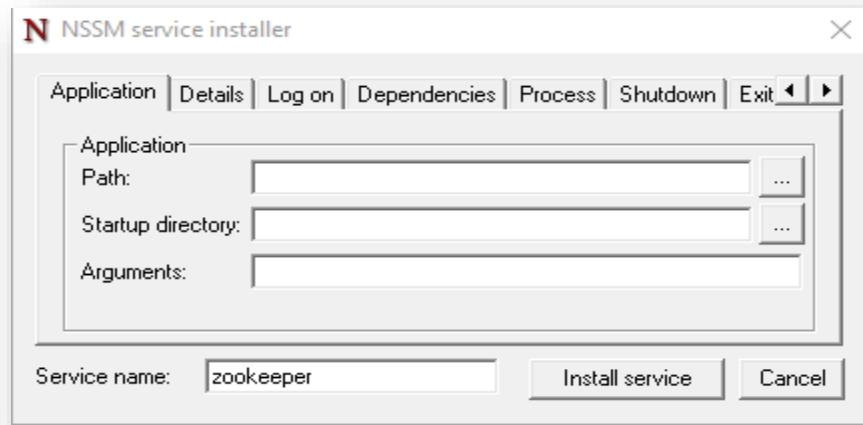 N NSSM service installer
Application Details Log on Dependencies Process Shutdown Exit
Application
Path:
...
Startup directory:
...
Arguments:
Service name: zookeeper Install service Cancel